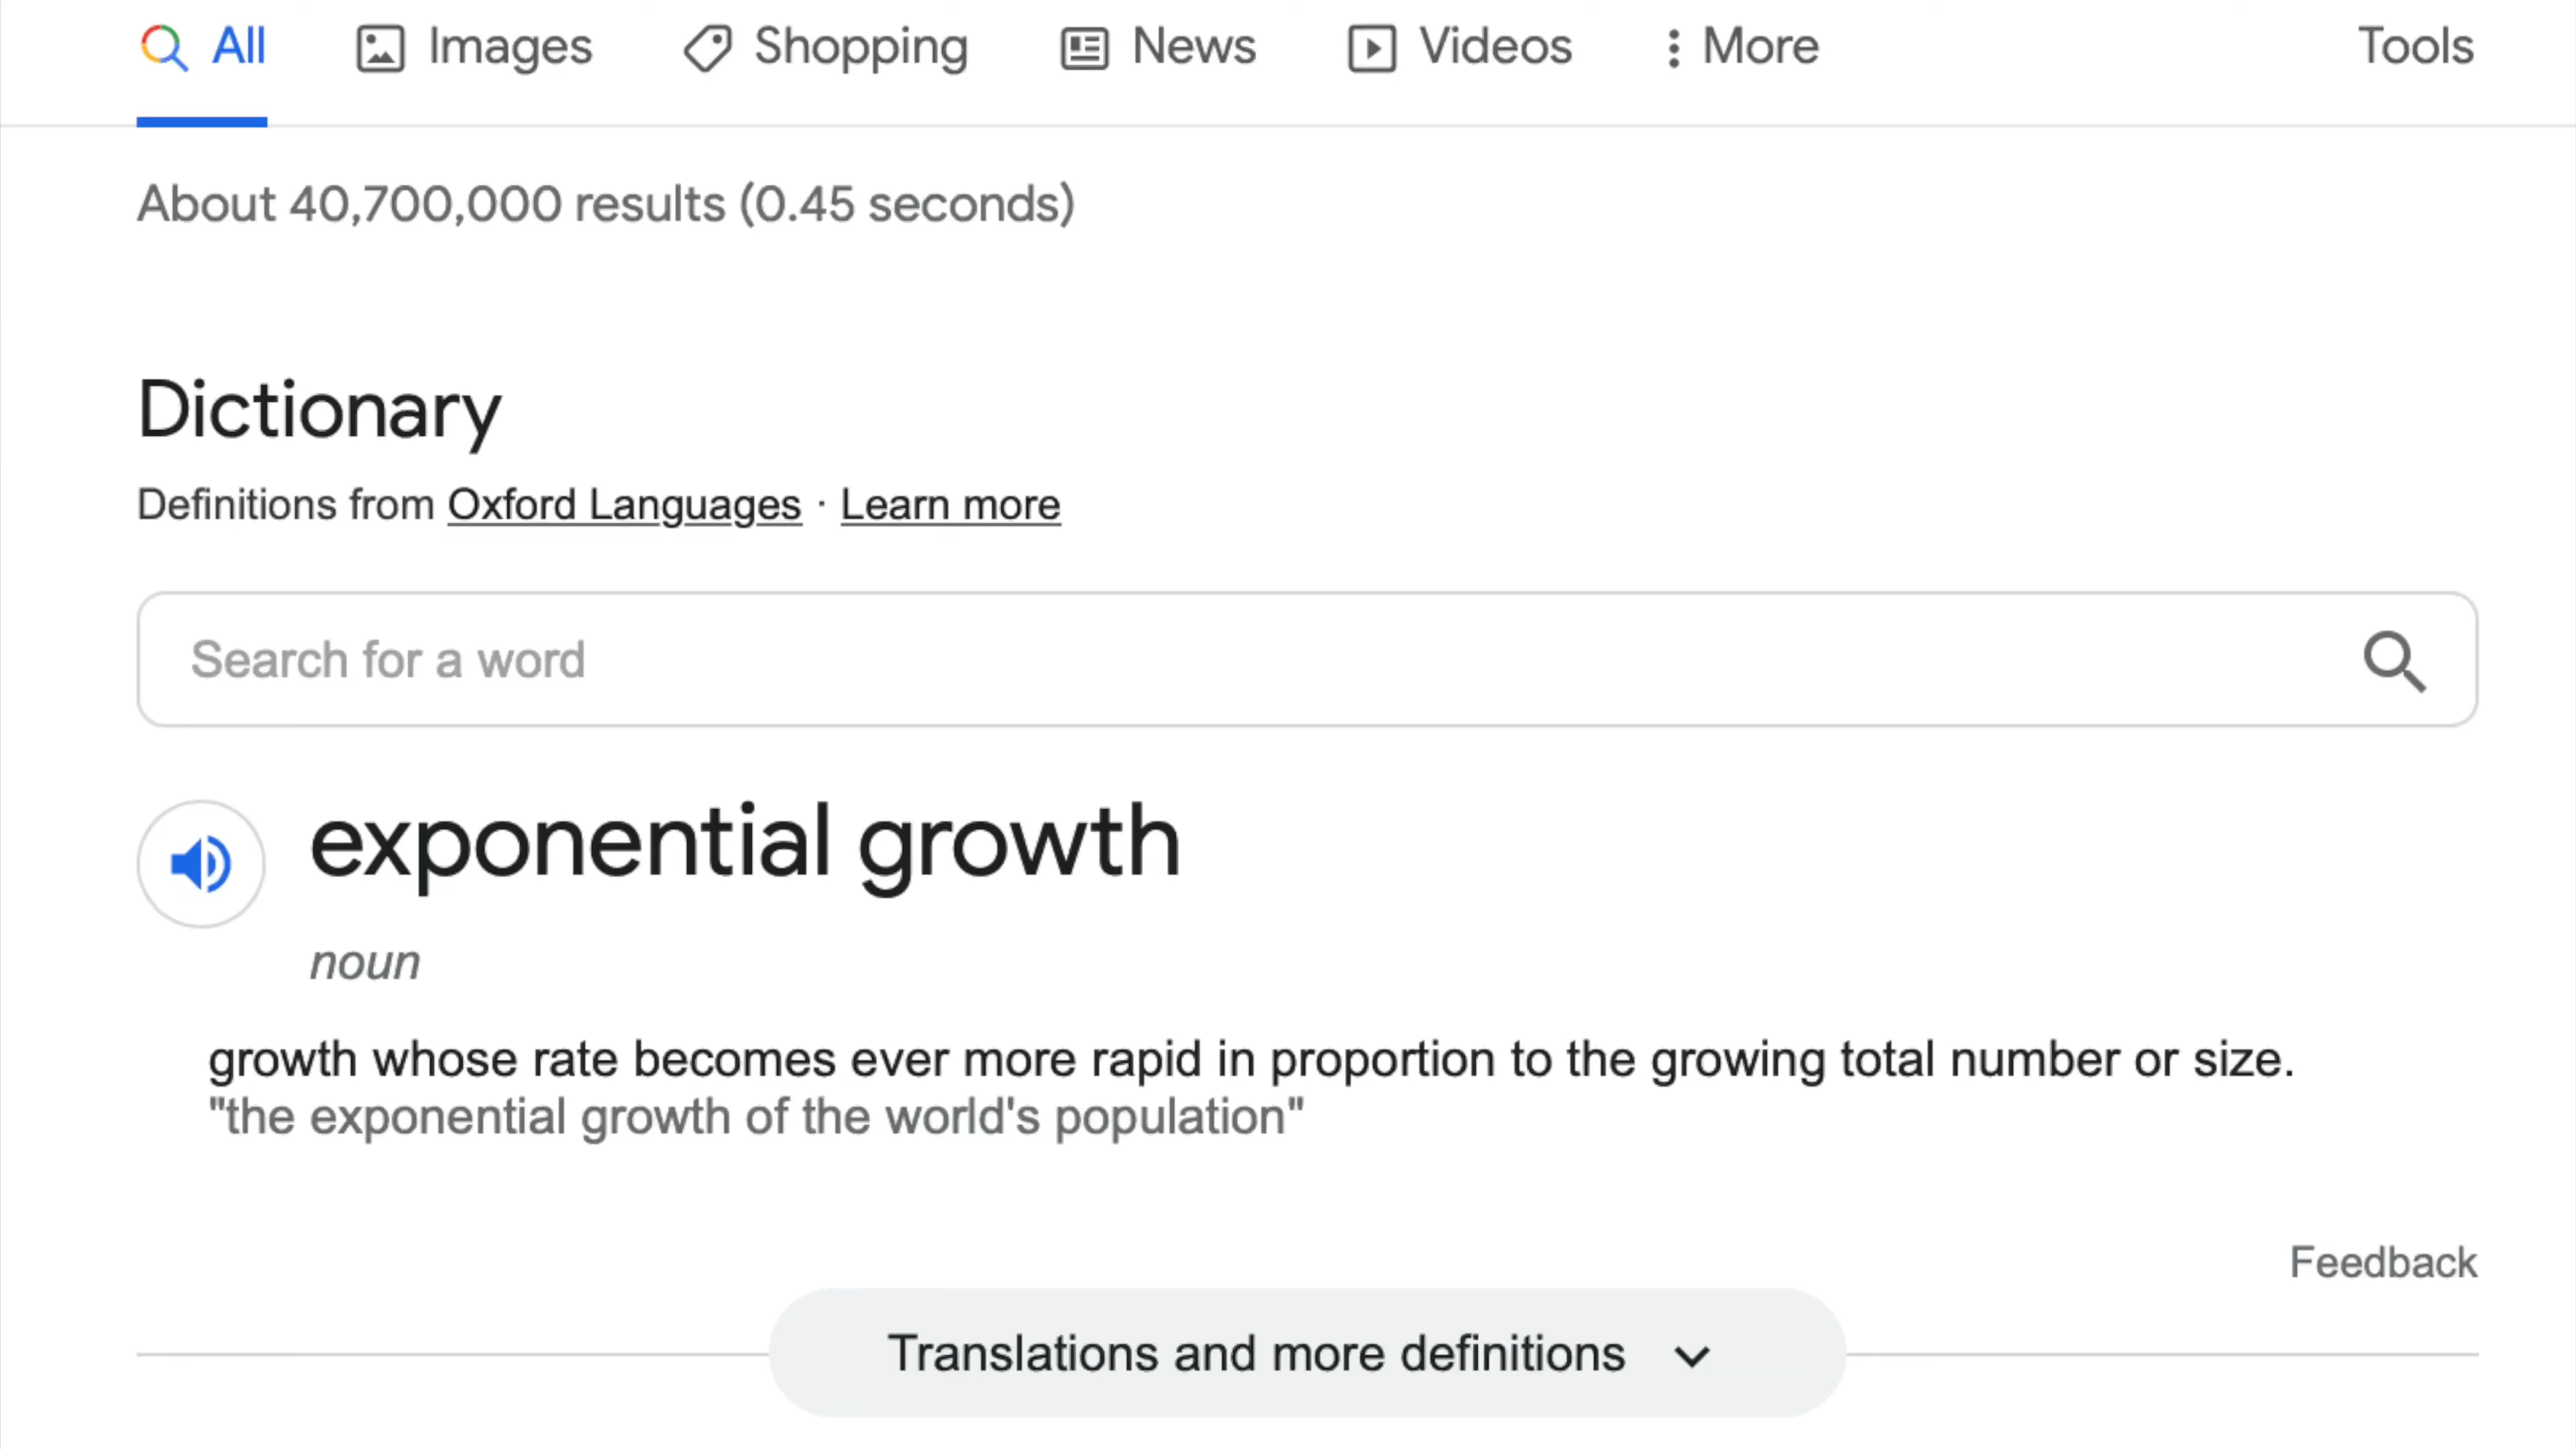 All Images Shopping News Videos More Tools
About 40,700,000 results (0.45 seconds)
Dictionary
Definitions from Oxford Languages · Learn more
Search for a word
exponential growth
noun
growth whose rate becomes ever more rapid in proportion to the growing total number or size.
"the exponential growth of the world's population"
Feedback
Translations and more definitions